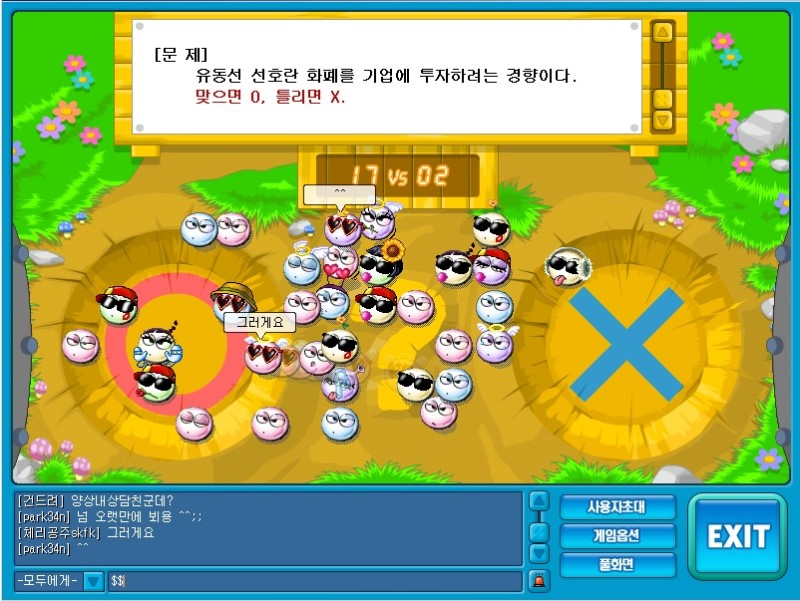 [문 제]
유동선 선호란 화폐를 기업에 투자하려는 경향이다.
맞으면 O, 틀리면 X.
17 vs 02
^^
그러게요
[건드려] 양상내상담친군데?
[park34n] 넘 오랫만에 뵈용 ^^;;
[체리공주skfk] 그러게요
[park34n] ^^
-모두에게-
$$
사용자초대
게임옵션
풀화면
EXIT